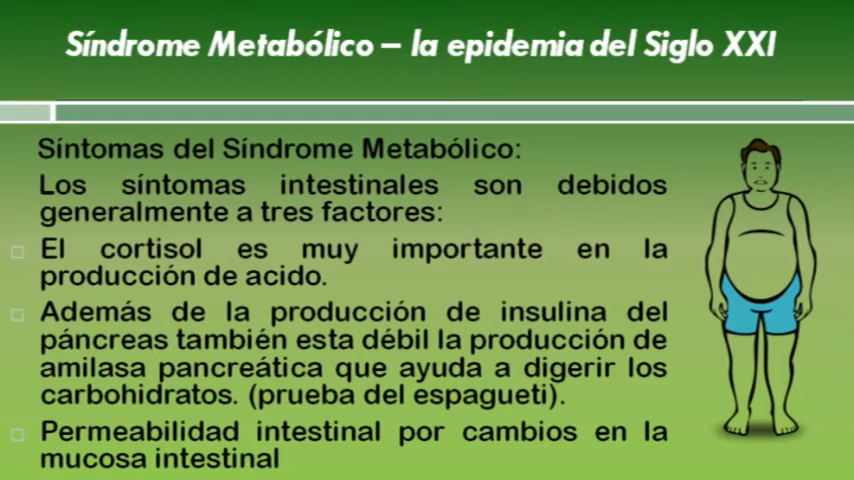 Síndrome Metabólico – la epidemia del Siglo XXI
Síntomas del Síndrome Metabólico:
Los síntomas intestinales son debidos
generalmente a tres factores:
El cortisol es muy importante en la
producción de acido.
Además de la producción de insulina del
páncreas también esta débil la producción de
amilasa pancreática que ayuda a digerir los
carbohidratos. (prueba del espagueti).
Permeabilidad intestinal por cambios en la
mucosa intestinal